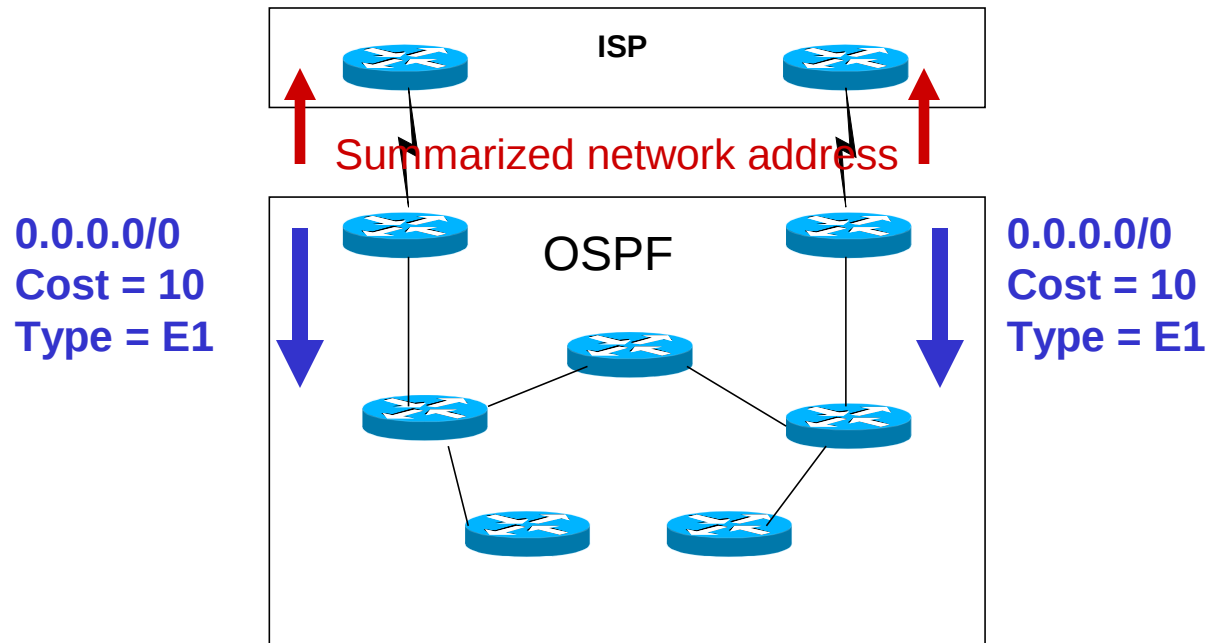 ISP
Summarized network address
0.0.0.0/0
Cost = 10
Type = E1
OSPF
0.0.0.0/0
Cost = 10
Type = E1